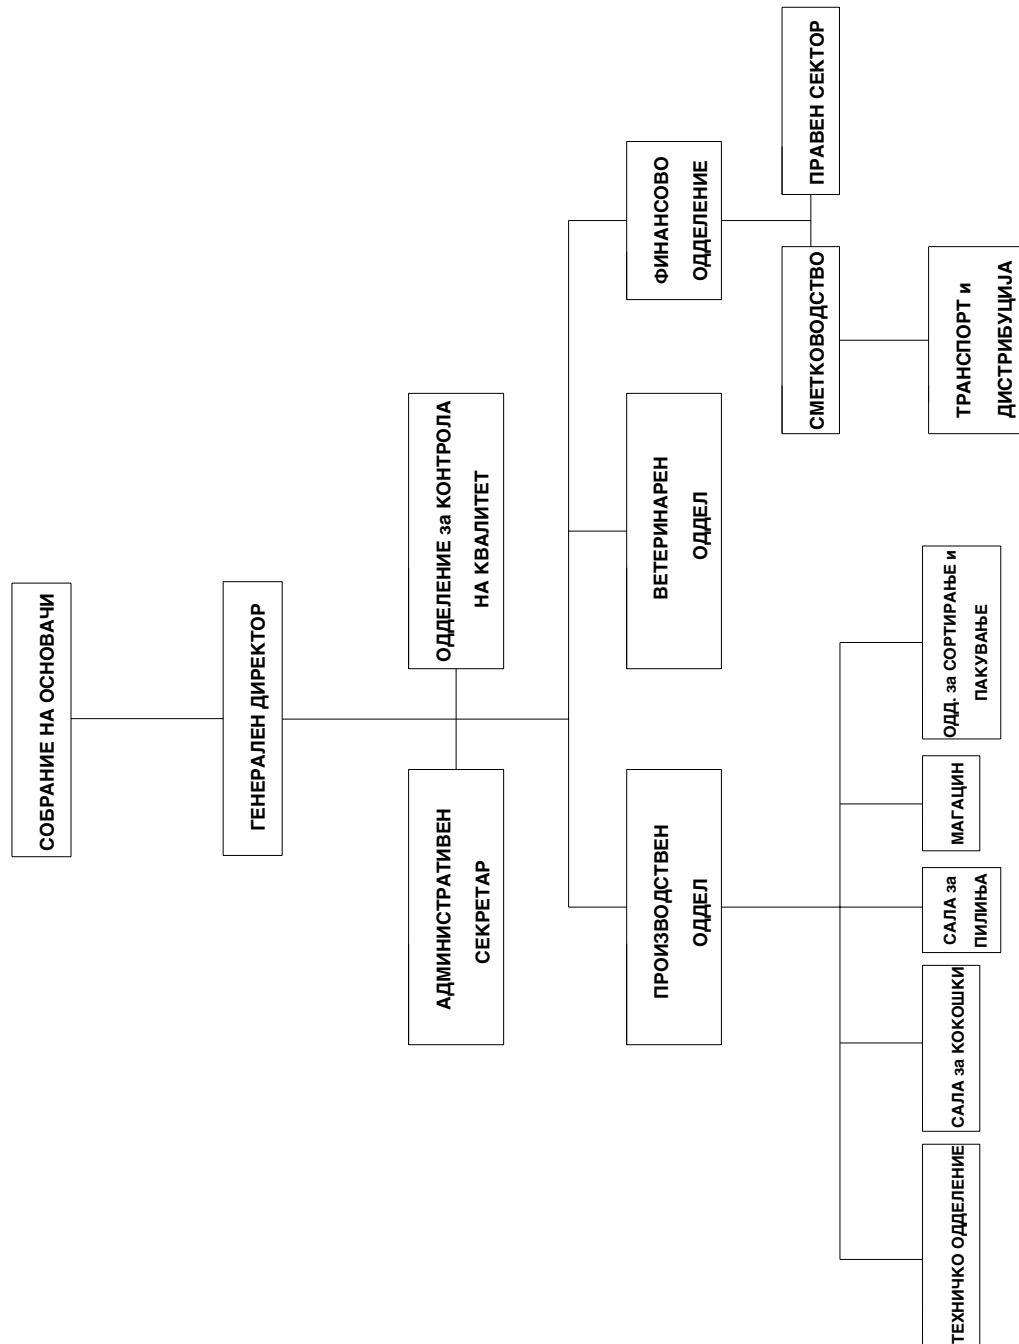 СОБРАНИЕ НА ОСНОВАЧИ
ГЕНЕРАЛЕН ДИРЕКТОР
АДМИНИСТРАТИВЕН
СЕКРЕТАР
ОДДЕЛЕНИЕ за КОНТРОЛА
НА КВАЛИТЕТ
ПРОИЗВОДСТВЕН
ОДДЕЛ
ВЕТЕРИНАРЕН
ОДДЕЛ
ФИНАНСОВО
ОДДЕЛЕНИЕ
ТЕХНИЧКО ОДДЕЛЕНИЕ
САЛА за КОКОШКИ
САЛА за
ПИЛИЊА
МАГАЦИН
ОДД. за СОРТИРАЊЕ и
ПАКУВАЊЕ
СМЕТКОВОДСТВО
ПРАВЕН СЕКТОР
ТРАНСПОРТ и
ДИСТРИБУЦИЈА